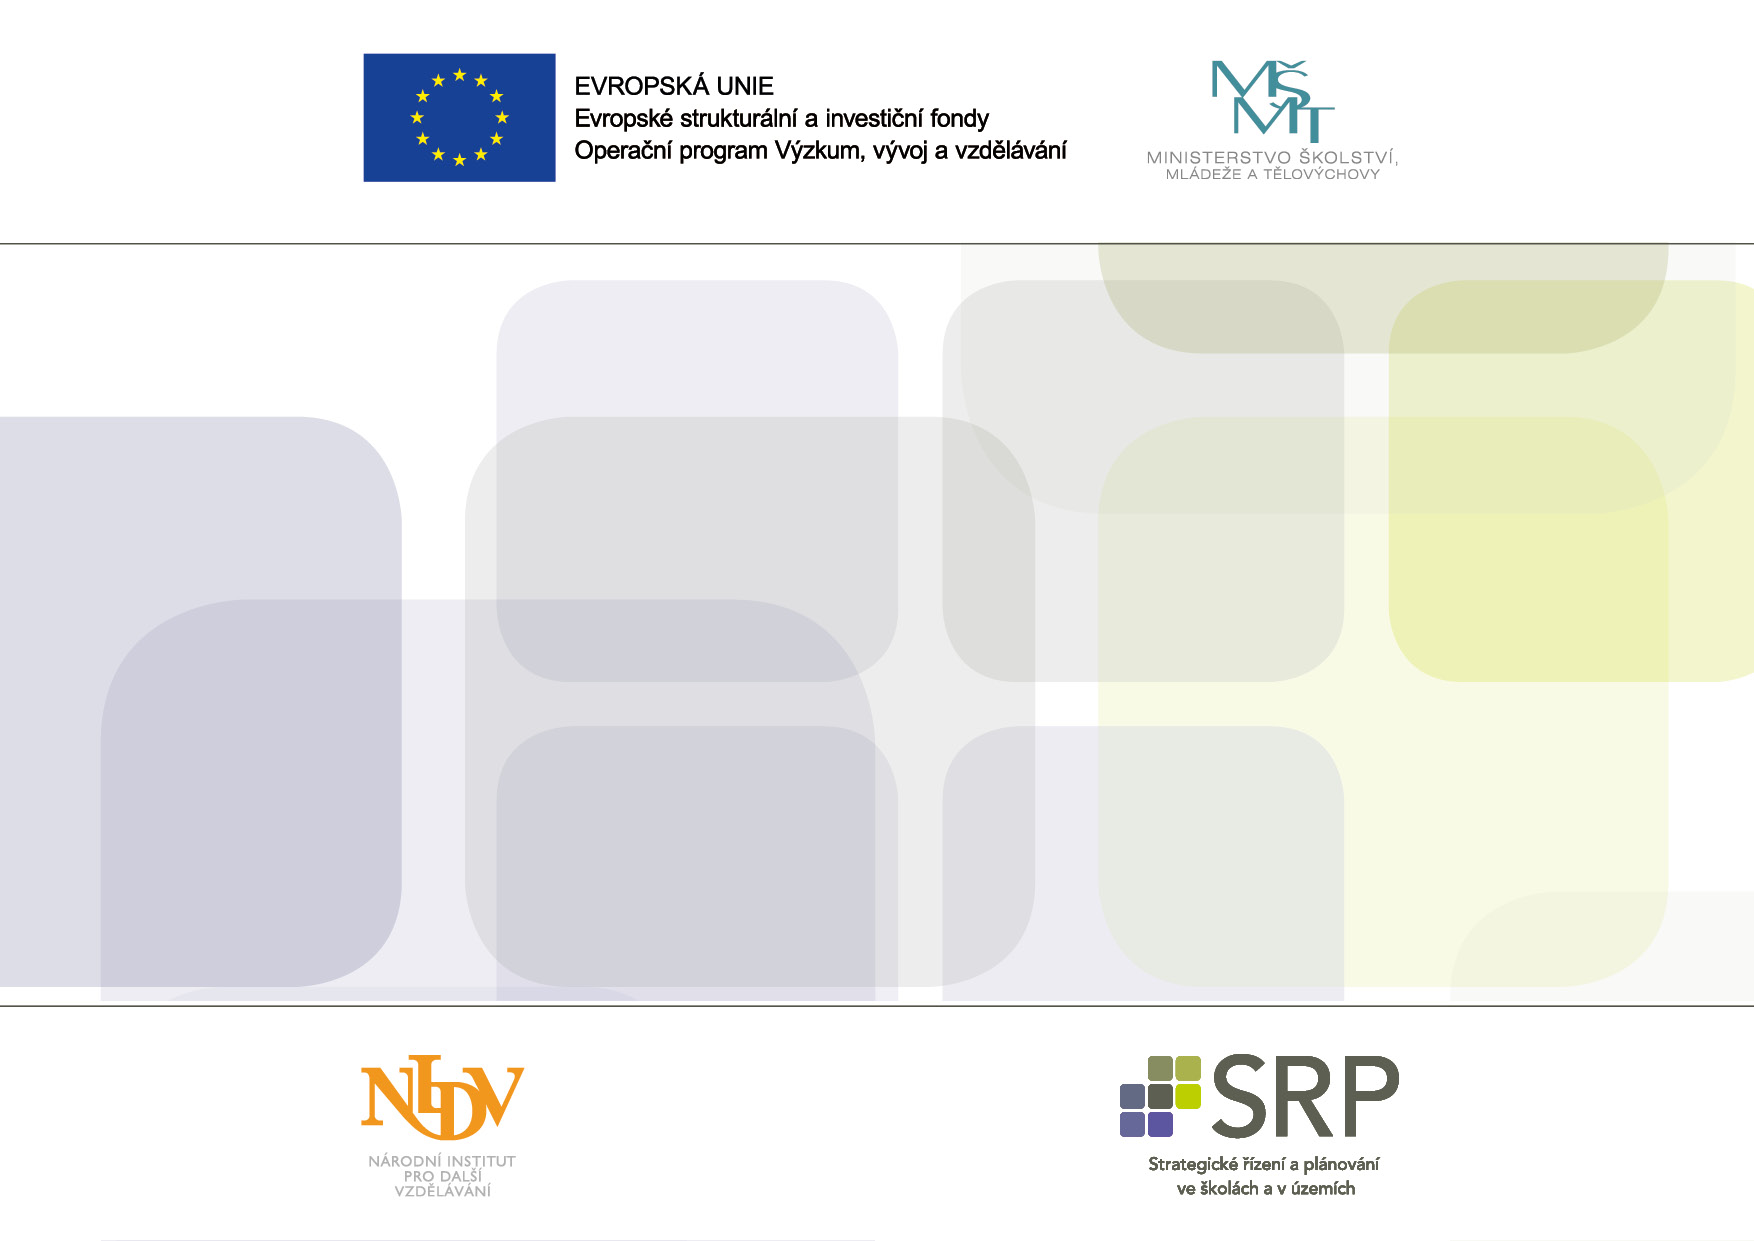 EVROPSKÁ UNIE
Evropské strukturální a investiční fondy
Operační program Výzkum, vývoj a vzdělávání
MŠMT
MINISTERSTVO ŠKOLSTVÍ,
MLÁDEŽE A TĚLOVÝCHOVY
NIDV
NÁRODNÍ INSTITUT
PRO DALŠÍ
VZDĚLÁVÁNÍ
SRP
Strategické řízení a plánování
ve školách a v územích